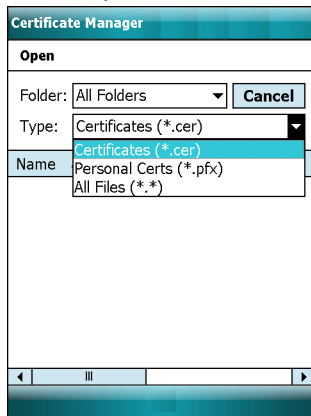 Certificate Manager
Open
Folder: All Folders Cancel
Type: Certificates (*.cer)
Certificates (*.cer)
Name
Personal Certs (*.pfx)
All Files (*.*)